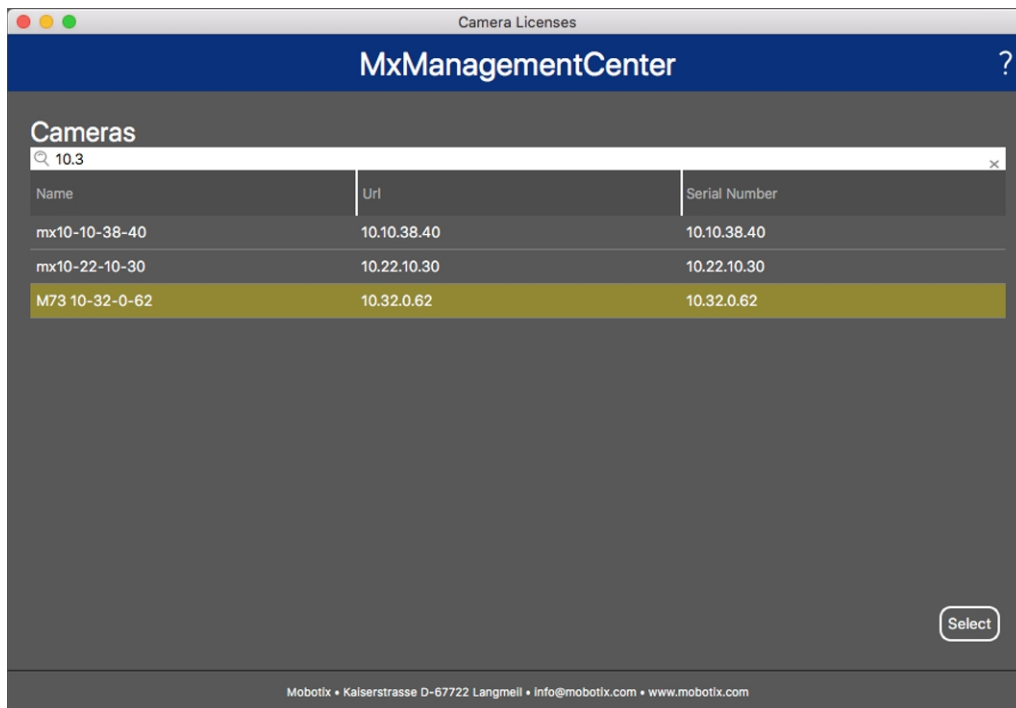 Camera Licenses
MxManagementCenter ?
Cameras
10.3 ×
Name Url Serial Number
mx10-10-38-40 10.10.38.40 10.10.38.40
mx10-22-10-30 10.22.10.30 10.22.10.30
M73 10-32-0-62 10.32.0.62 10.32.0.62
Select
Mobotix • Kaiserstrasse D-67722 Langmeil • info@mobotix.com • www.mobotix.com